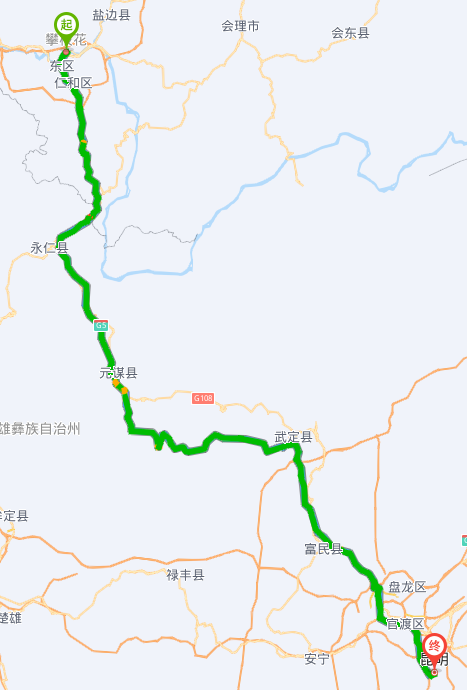 盐边县
起
会理市
会东县
攀枝花
东区
仁和区
永仁县
G5
元谋县
G108
雄彝族自治州
武定县
牟定县
富民县
禄丰县
盘龙区
楚雄
官渡区
终
安宁
昆明